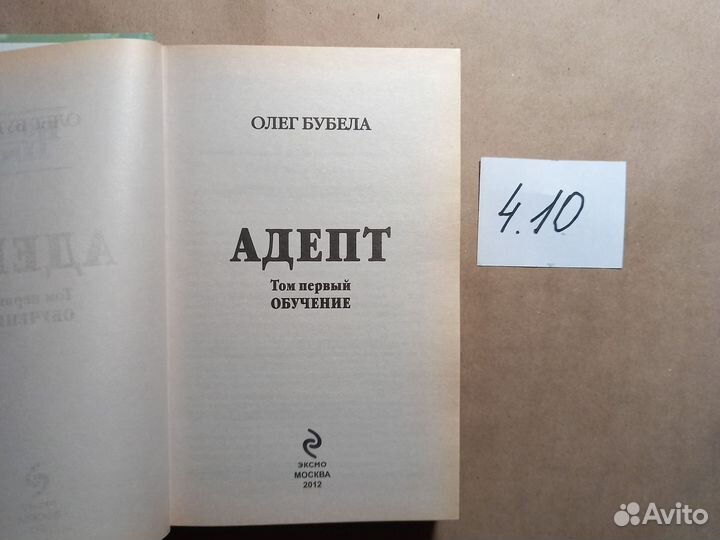 ОЛЕГ БУБЕЛА
АДЕПТ
Том первый
ОБУЧЕНИЕ
ЭКСМО
МОСКВА
2012
4.10
Avito